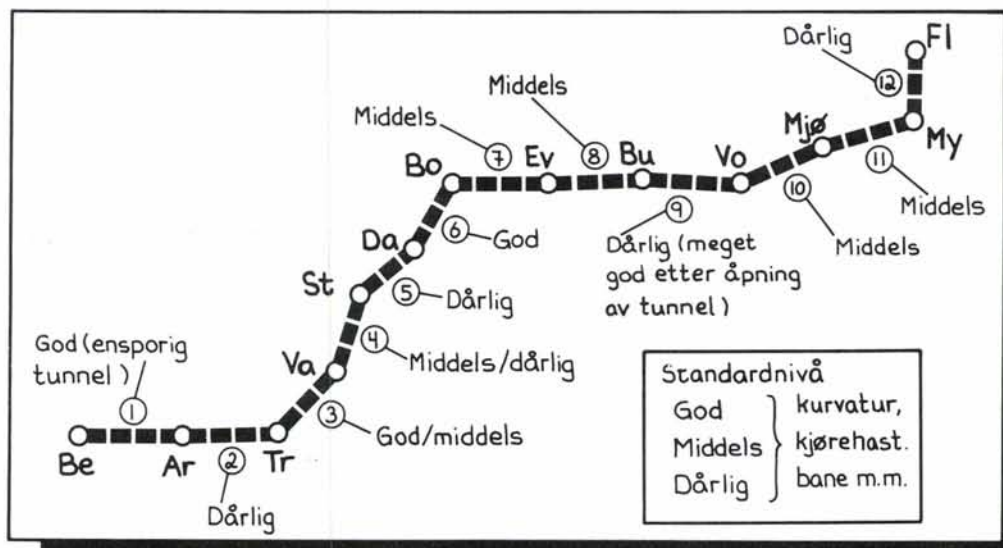 Dårlig
Fl
12
Middels
Mjø
My
Middels
8
11
7
Bo
Ev
Bu
Vo
10
Middels
9
Middels
6
God
Da
Dårlig (meget
god etter åpning
av tunnel)
St
5
Dårlig
God (ensporig
tunnel)
4
Middels/dårlig
Va
1
3
God/middels
Be
Ar
2
Tr
Dårlig
Standardnivå
God
Middels
Dårlig
kurvatur,
kjørehast.
bane m.m.